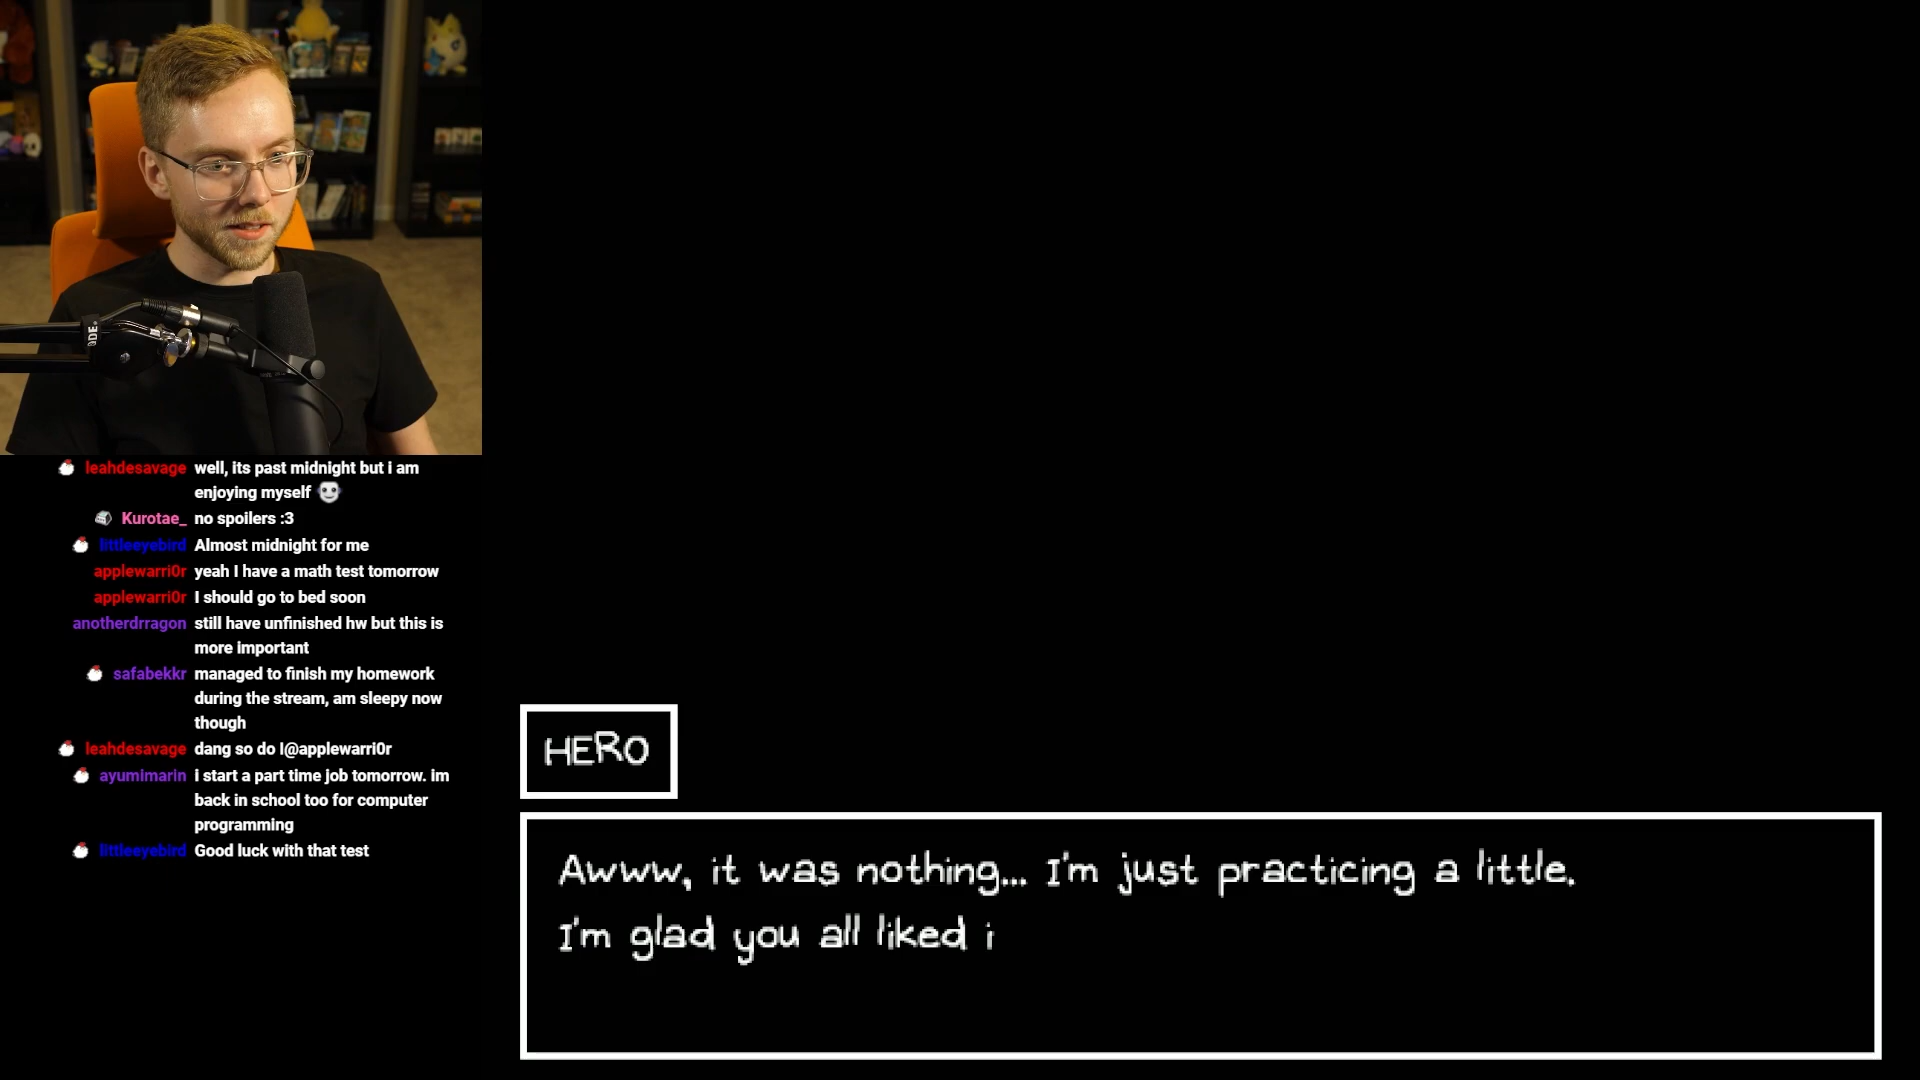 leahdesavage well, its past midnight but i am
enjoying myself
Kurotae_ no spoilers :3
littleeyebird Almost midnight for me
applewarri0r yeah I have a math test tomorrow
applewarri0r I should go to bed soon
anotherdrragon still have unfinished hw but this is
more important
safabekkr managed to finish my homework
during the stream, am sleepy now
though
leahdesavage dang so do I@applewarri0r
ayumimarin i start a part time job tomorrow. im
back in school too for computer
programming
littleeyebird Good luck with that test
HERO
Awww, it was nothing... I'm just practicing a little.
I'm glad you all liked i